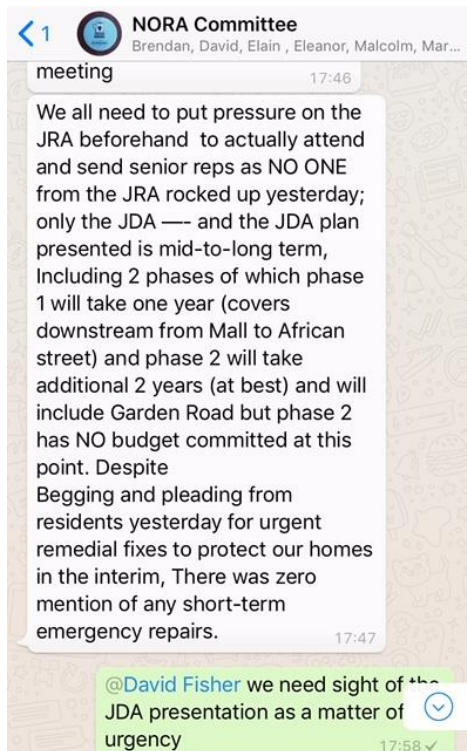 1
NORA Committee
Brendan, David, Elain , Eleanor, Malcolm, Mar...
meeting
17:46
We all need to put pressure on the
JRA beforehand  to actually attend
and send senior reps as NO ONE
from the JRA rocked up yesterday;
only the JDA —- and the JDA plan
presented is mid-to-long term,
Including 2 phases of which phase
1 will take one year (covers
downstream from Mall to African
street) and phase 2 will take
additional 2 years (at best) and will
include Garden Road but phase 2
has NO budget committed at this
point. Despite
Begging and pleading from
residents yesterday for urgent
remedial fixes to protect our homes
in the interim, There was zero
mention of any short-term
emergency repairs.
17:47
@David Fisher we need sight of the
JDA presentation as a matter of
urgency
17:58